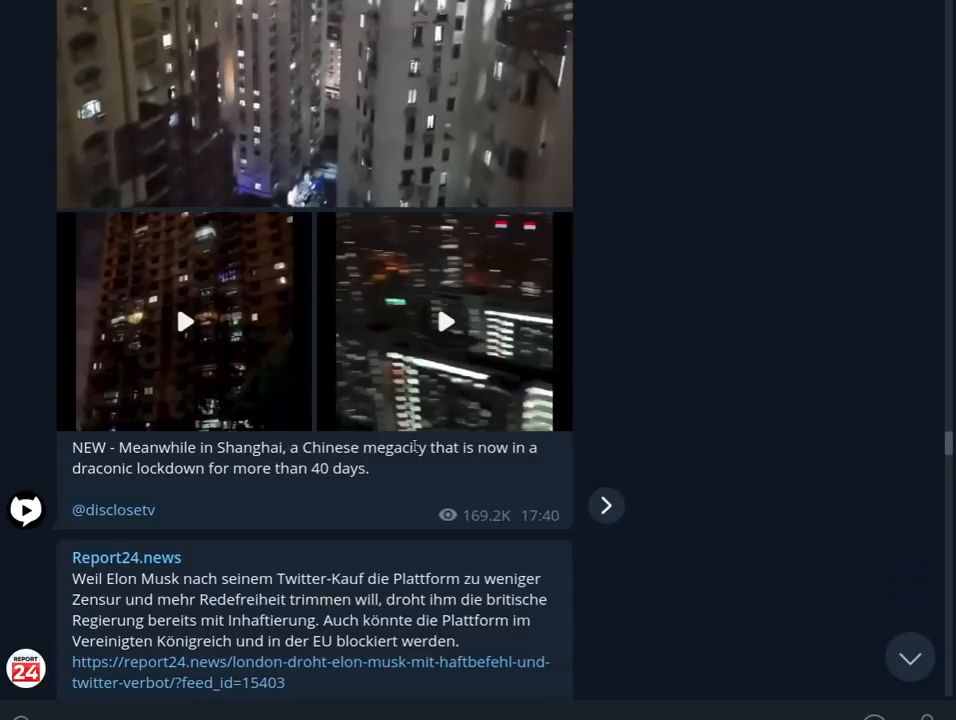 NEW - Meanwhile in Shanghai, a Chinese megacity that is now in a
draconic lockdown for more than 40 days.
@disclosetv
169.2K 17:40
Report24.news
Weil Elon Musk nach seinem Twitter-Kauf die Plattform zu weniger
Zensur und mehr Redefreiheit trimmen will, droht ihm die britische
Regierung bereits mit Inhaftierung. Auch könnte die Plattform im
Vereinigten Königreich und in der EU blockiert werden.
REPORT
24
https://report24.news/london-droht-elon-musk-mit-haftbefehl-und-
twitter-verbot/?feed_id=15403